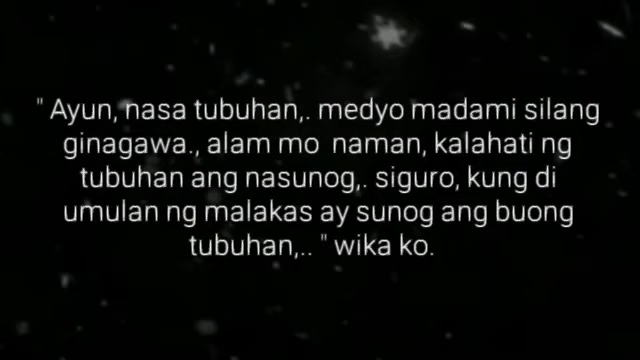 " Ayun, nasa tubuhan,. medyo madami silang
ginagawa., alam mo  naman, kalahati ng
tubuhan ang nasunog,. siguro, kung di
umulan ng malakas ay sunog ang buong
tubuhan,.. " wika ko.